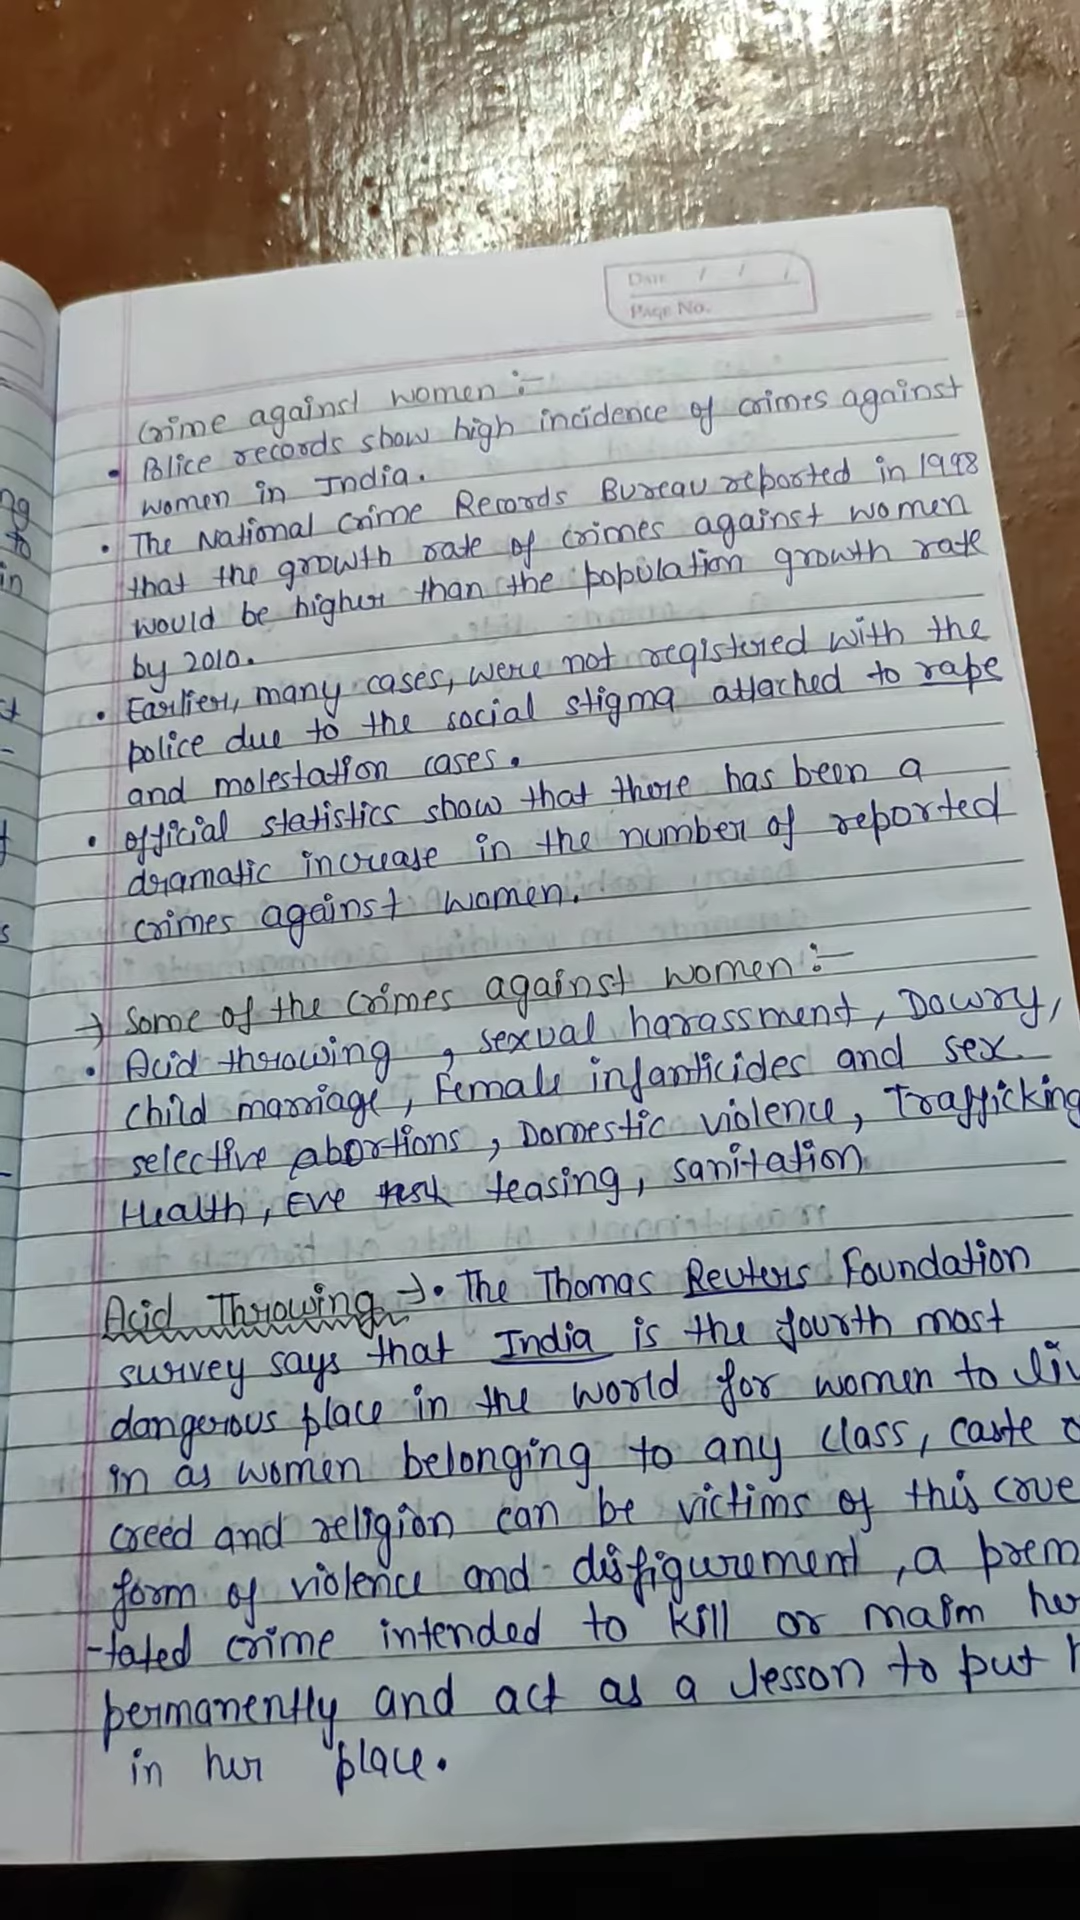 Date / / /
Page No.
Crime against women :-
• Police records show high incidence of crimes against
women in India.
• The National Crime Records Bureau reported in 1998
that the growth rate of crimes against women
would be higher than the population growth rate
by 2010.
• Earlier, many cases, were not registered with the
police due to the social stigma attached to rape
and molestation cases.
• official statistics show that there has been a
dramatic increase in the number of reported
crimes against women.
→ Some of the crimes against women :-
• Acid throwing, sexual harassment, Dowry,
child marriage, Female infanticides and sex
selective abortions, Domestic violence, Trafficking
Health, Eve teasing, sanitation
Acid Throwing → • The Thomas Reuters Foundation
survey says that India is the fourth most
dangerous place in the world for women to liv
in as women belonging to any class, caste
creed and religion can be victims of this
form of violence and disfigurement, a prem
-tated crime intended to kill or maim her
permanently and act as a lesson to put h
in her place.